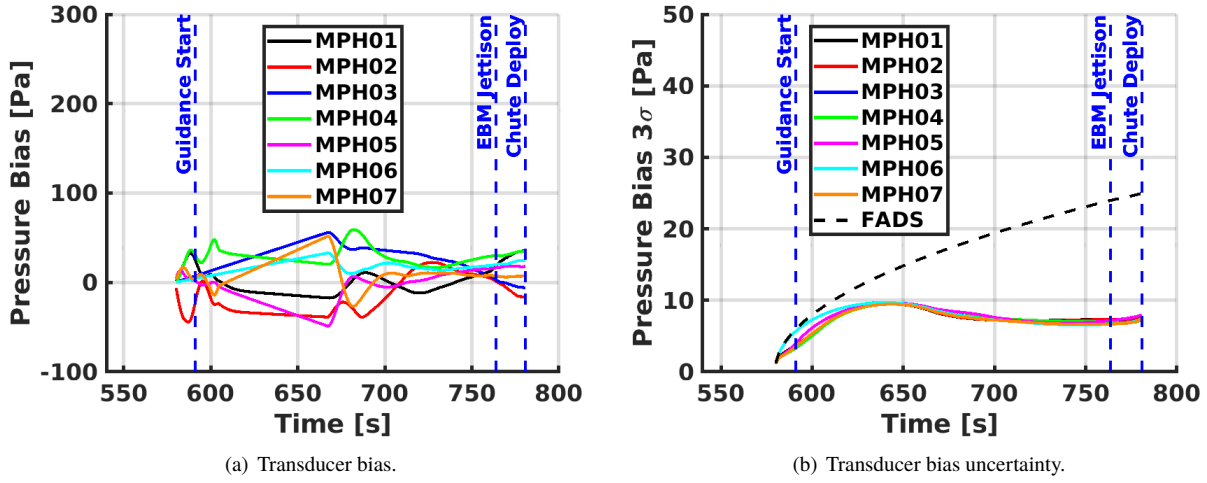 300
200
100
0
-100
Pressure Bias [Pa]
Guidance Start
MPH01
MPH02
MPH03
MPH04
MPH05
MPH06
MPH07
EBM Jettison
Chute Deploy
550 600 650 700 750 800
Time [s]
(a) Transducer bias.
50
40
30
20
10
0
Pressure Bias 3σ [Pa]
Guidance Start
MPH01
MPH02
MPH03
MPH04
MPH05
MPH06
MPH07
FADS
EBM Jettison
Chute Deploy
550 600 650 700 750 800
Time [s]
(b) Transducer bias uncertainty.